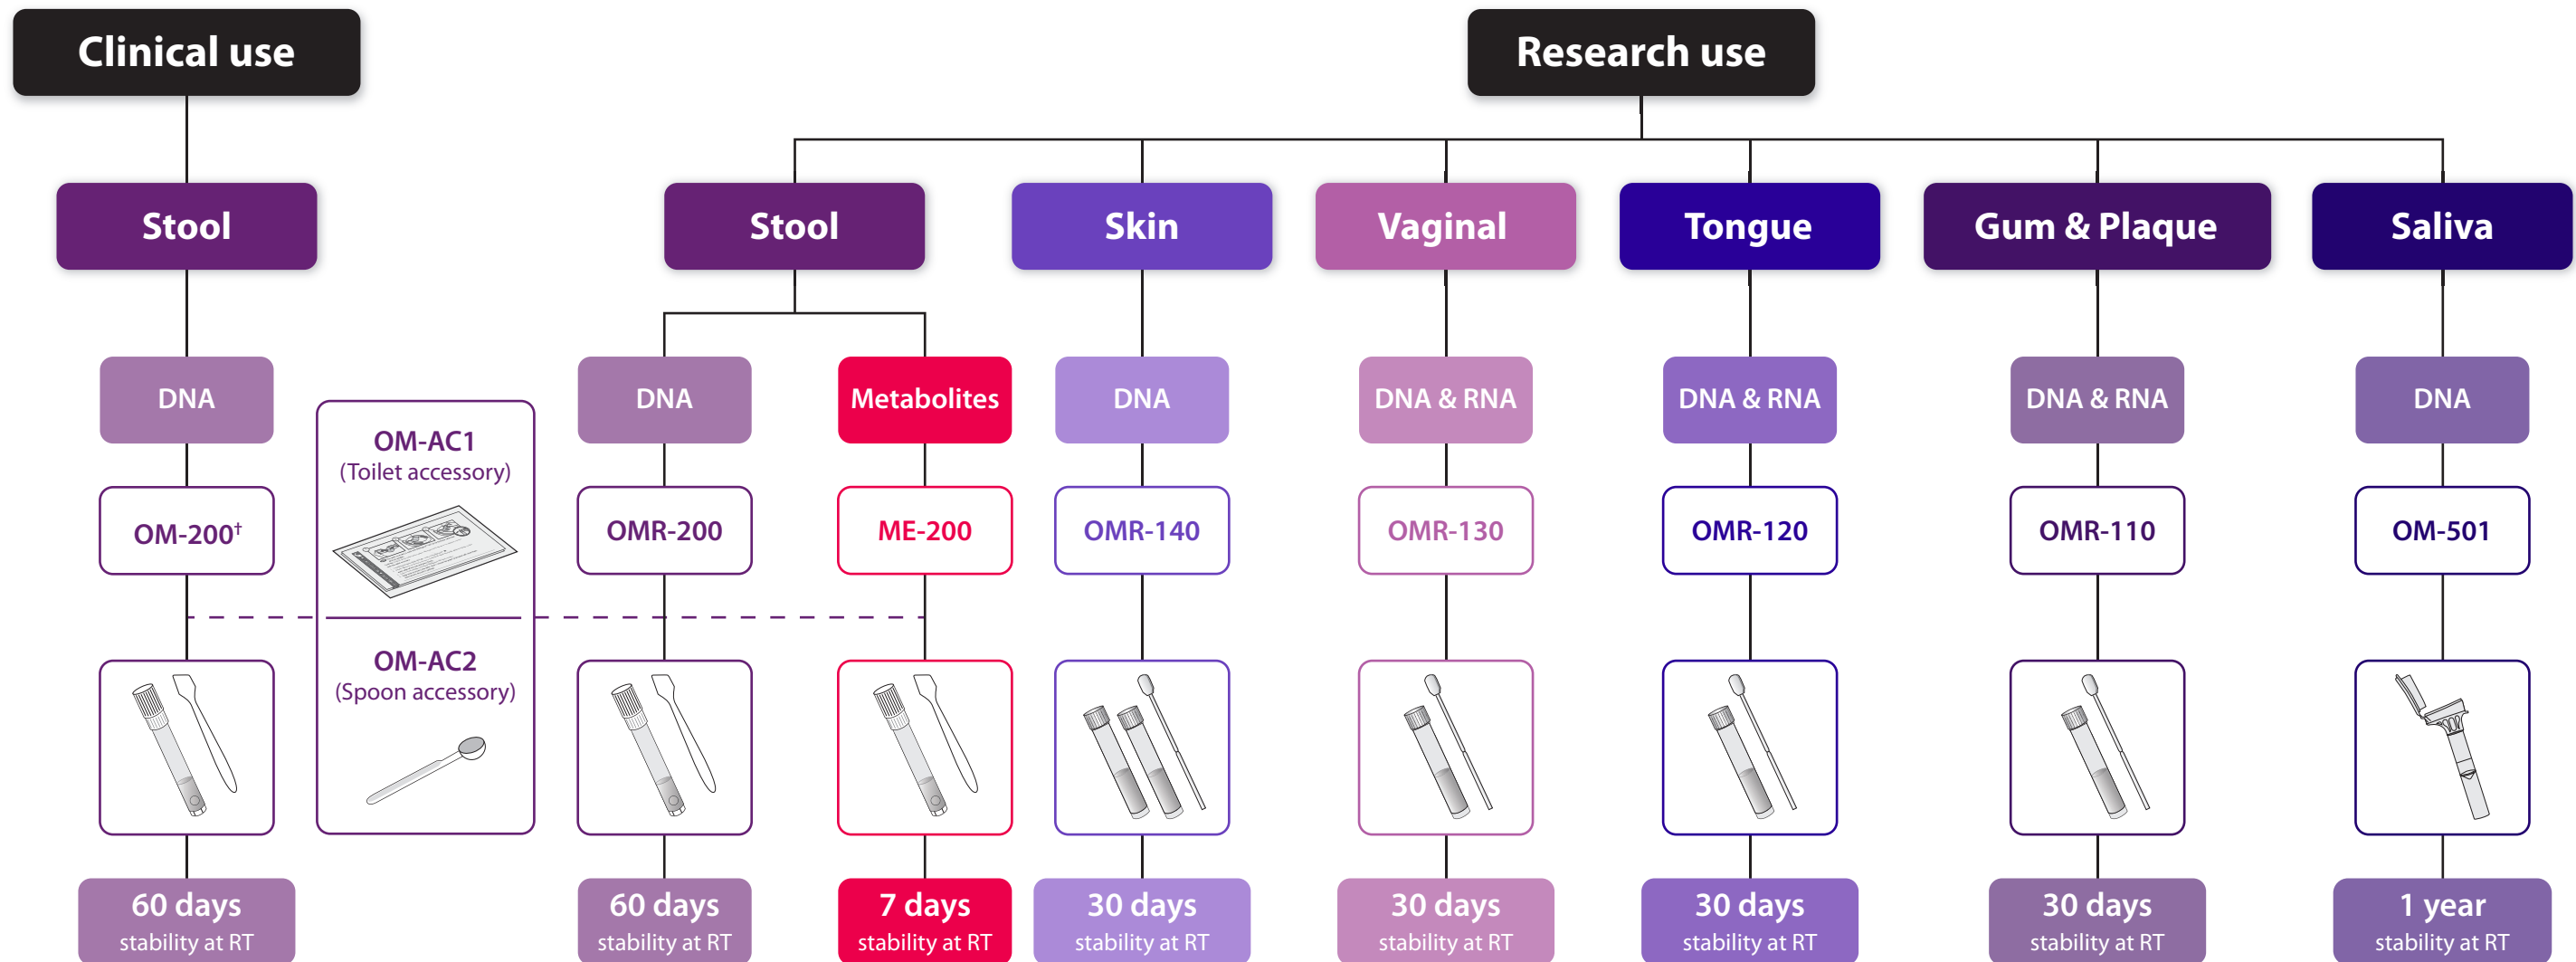 Clinical use
Research use
Stool
Stool
Skin
Vaginal
Tongue
Gum & Plaque
Saliva
DNA
DNA
Metabolites
DNA
DNA & RNA
DNA & RNA
DNA & RNA
DNA
OM-AC1
(Toilet accessory)
OM-200†
OMR-200
ME-200
OMR-140
OMR-130
OMR-120
OMR-110
OM-501
OM-AC2
(Spoon accessory)
60 days
stability at RT
60 days
stability at RT
7 days
stability at RT
30 days
stability at RT
30 days
stability at RT
30 days
stability at RT
30 days
stability at RT
1 year
stability at RT